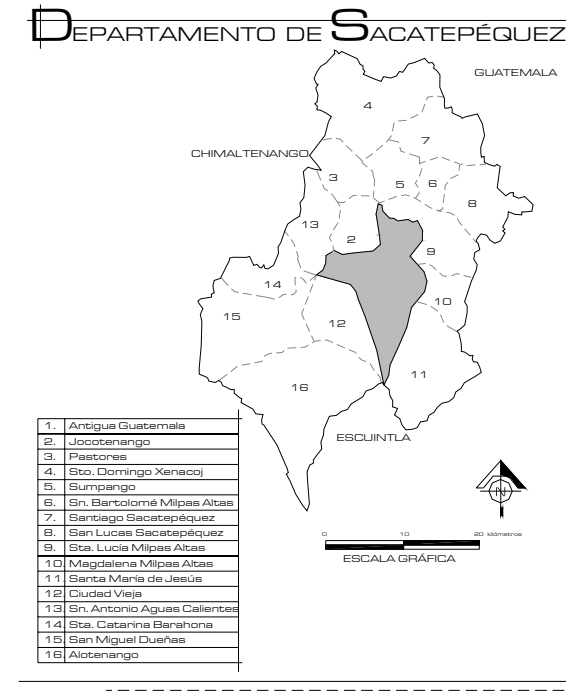 DEPARTAMENTO DE SACATEPÉQUEZ
GUATEMALA
4
7
CHIMALTENANGO
3
5
6
8
13
2
9
14
10
15
12
11
16
ESCUINTLA
1. Antigua Guatemala
2. Jocotenango
3. Pastores
4. Sto. Domingo Xenacoj
5. Sumpango
6. Sn. Bartolomé Milpas Altas
7. Santiago Sacatepéquez
8. San Lucas Sacatepéquez
9. Sta. Lucía Milpas Altas
10. Magdalena Milpas Altas
11. Santa María de Jesús
12. Ciudad Vieja
13. Sn. Antonio Aguas Calientes
14. Sta. Catarina Barahona
15. San Miguel Dueñas
16. Alotenango
N
0 10 20 kilómetros
ESCALA GRÁFICA